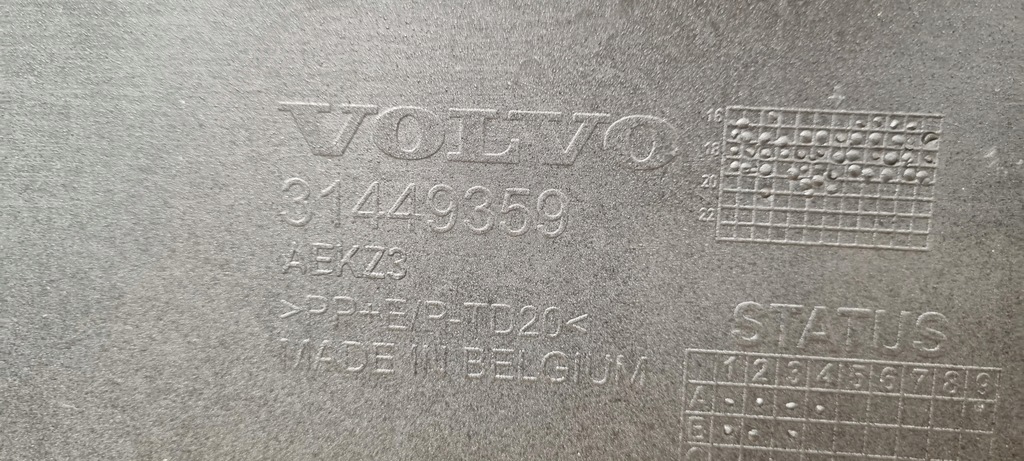 VOLVO
31449359
AEKZ3
>PP+E/P-TD20<
MADE IN BELGIUM
16
18
20
22
STATUS
1 2 3 4 5 6 7 8 9
A
B